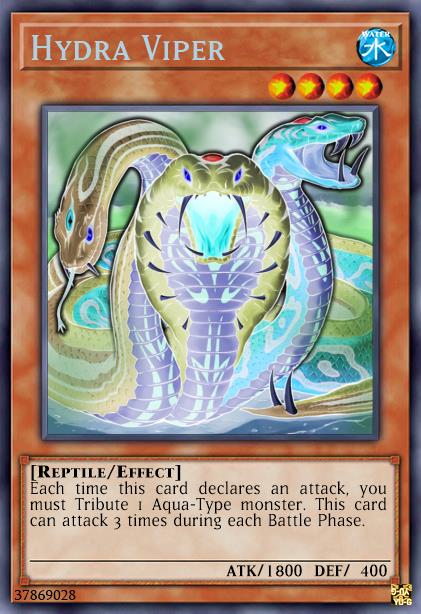 Hydra Viper
WATER
水
[Reptile/Effect]
Each time this card declares an attack, you
must Tribute 1 Aqua-Type monster. This card
can attack 3 times during each Battle Phase.
ATK/1800 DEF/ 400
37869028